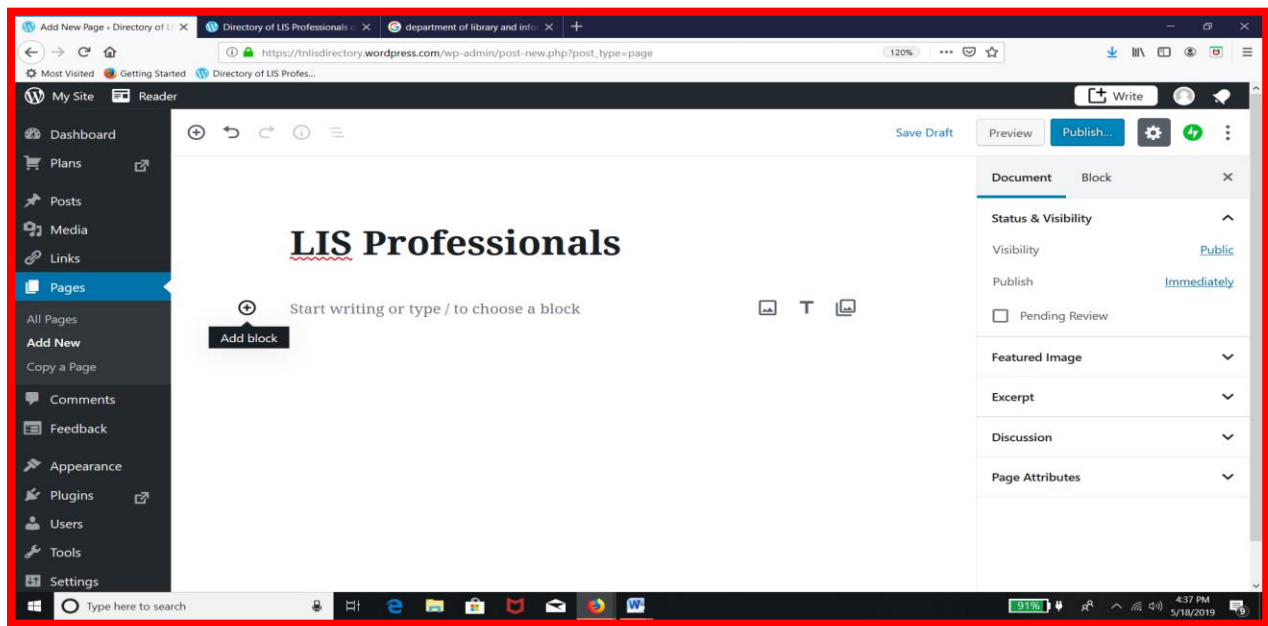 Add New Page ‹ Directory of LI
Directory of LIS Professionals o
department of library and infor
https://tnlisdirectory.wordpress.com/wp-admin/post-new.php?post_type=page
120%
Most Visited
Getting Started
Directory of LIS Profes...
My Site
Reader
Write
Dashboard
Plans
Posts
Media
Links
Pages
All Pages
Add New
Copy a Page
Comments
Feedback
Appearance
Plugins
Users
Tools
Settings
Save Draft
Preview
Publish...
LIS Professionals
Start writing or type / to choose a block
Add block
Document Block
Status & Visibility
Visibility Public
Publish Immediately
Pending Review
Featured Image
Excerpt
Discussion
Page Attributes
Type here to search
91%
4:37 PM
5/18/2019
9